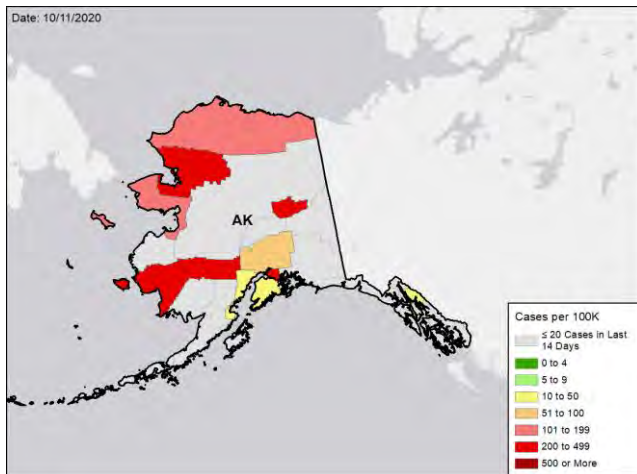 Date: 10/11/2020
AK
Cases per 100K
≤ 20 Cases in Last
14 Days
0 to 4
5 to 9
10 to 50
51 to 100
101 to 199
200 to 499
500 or More